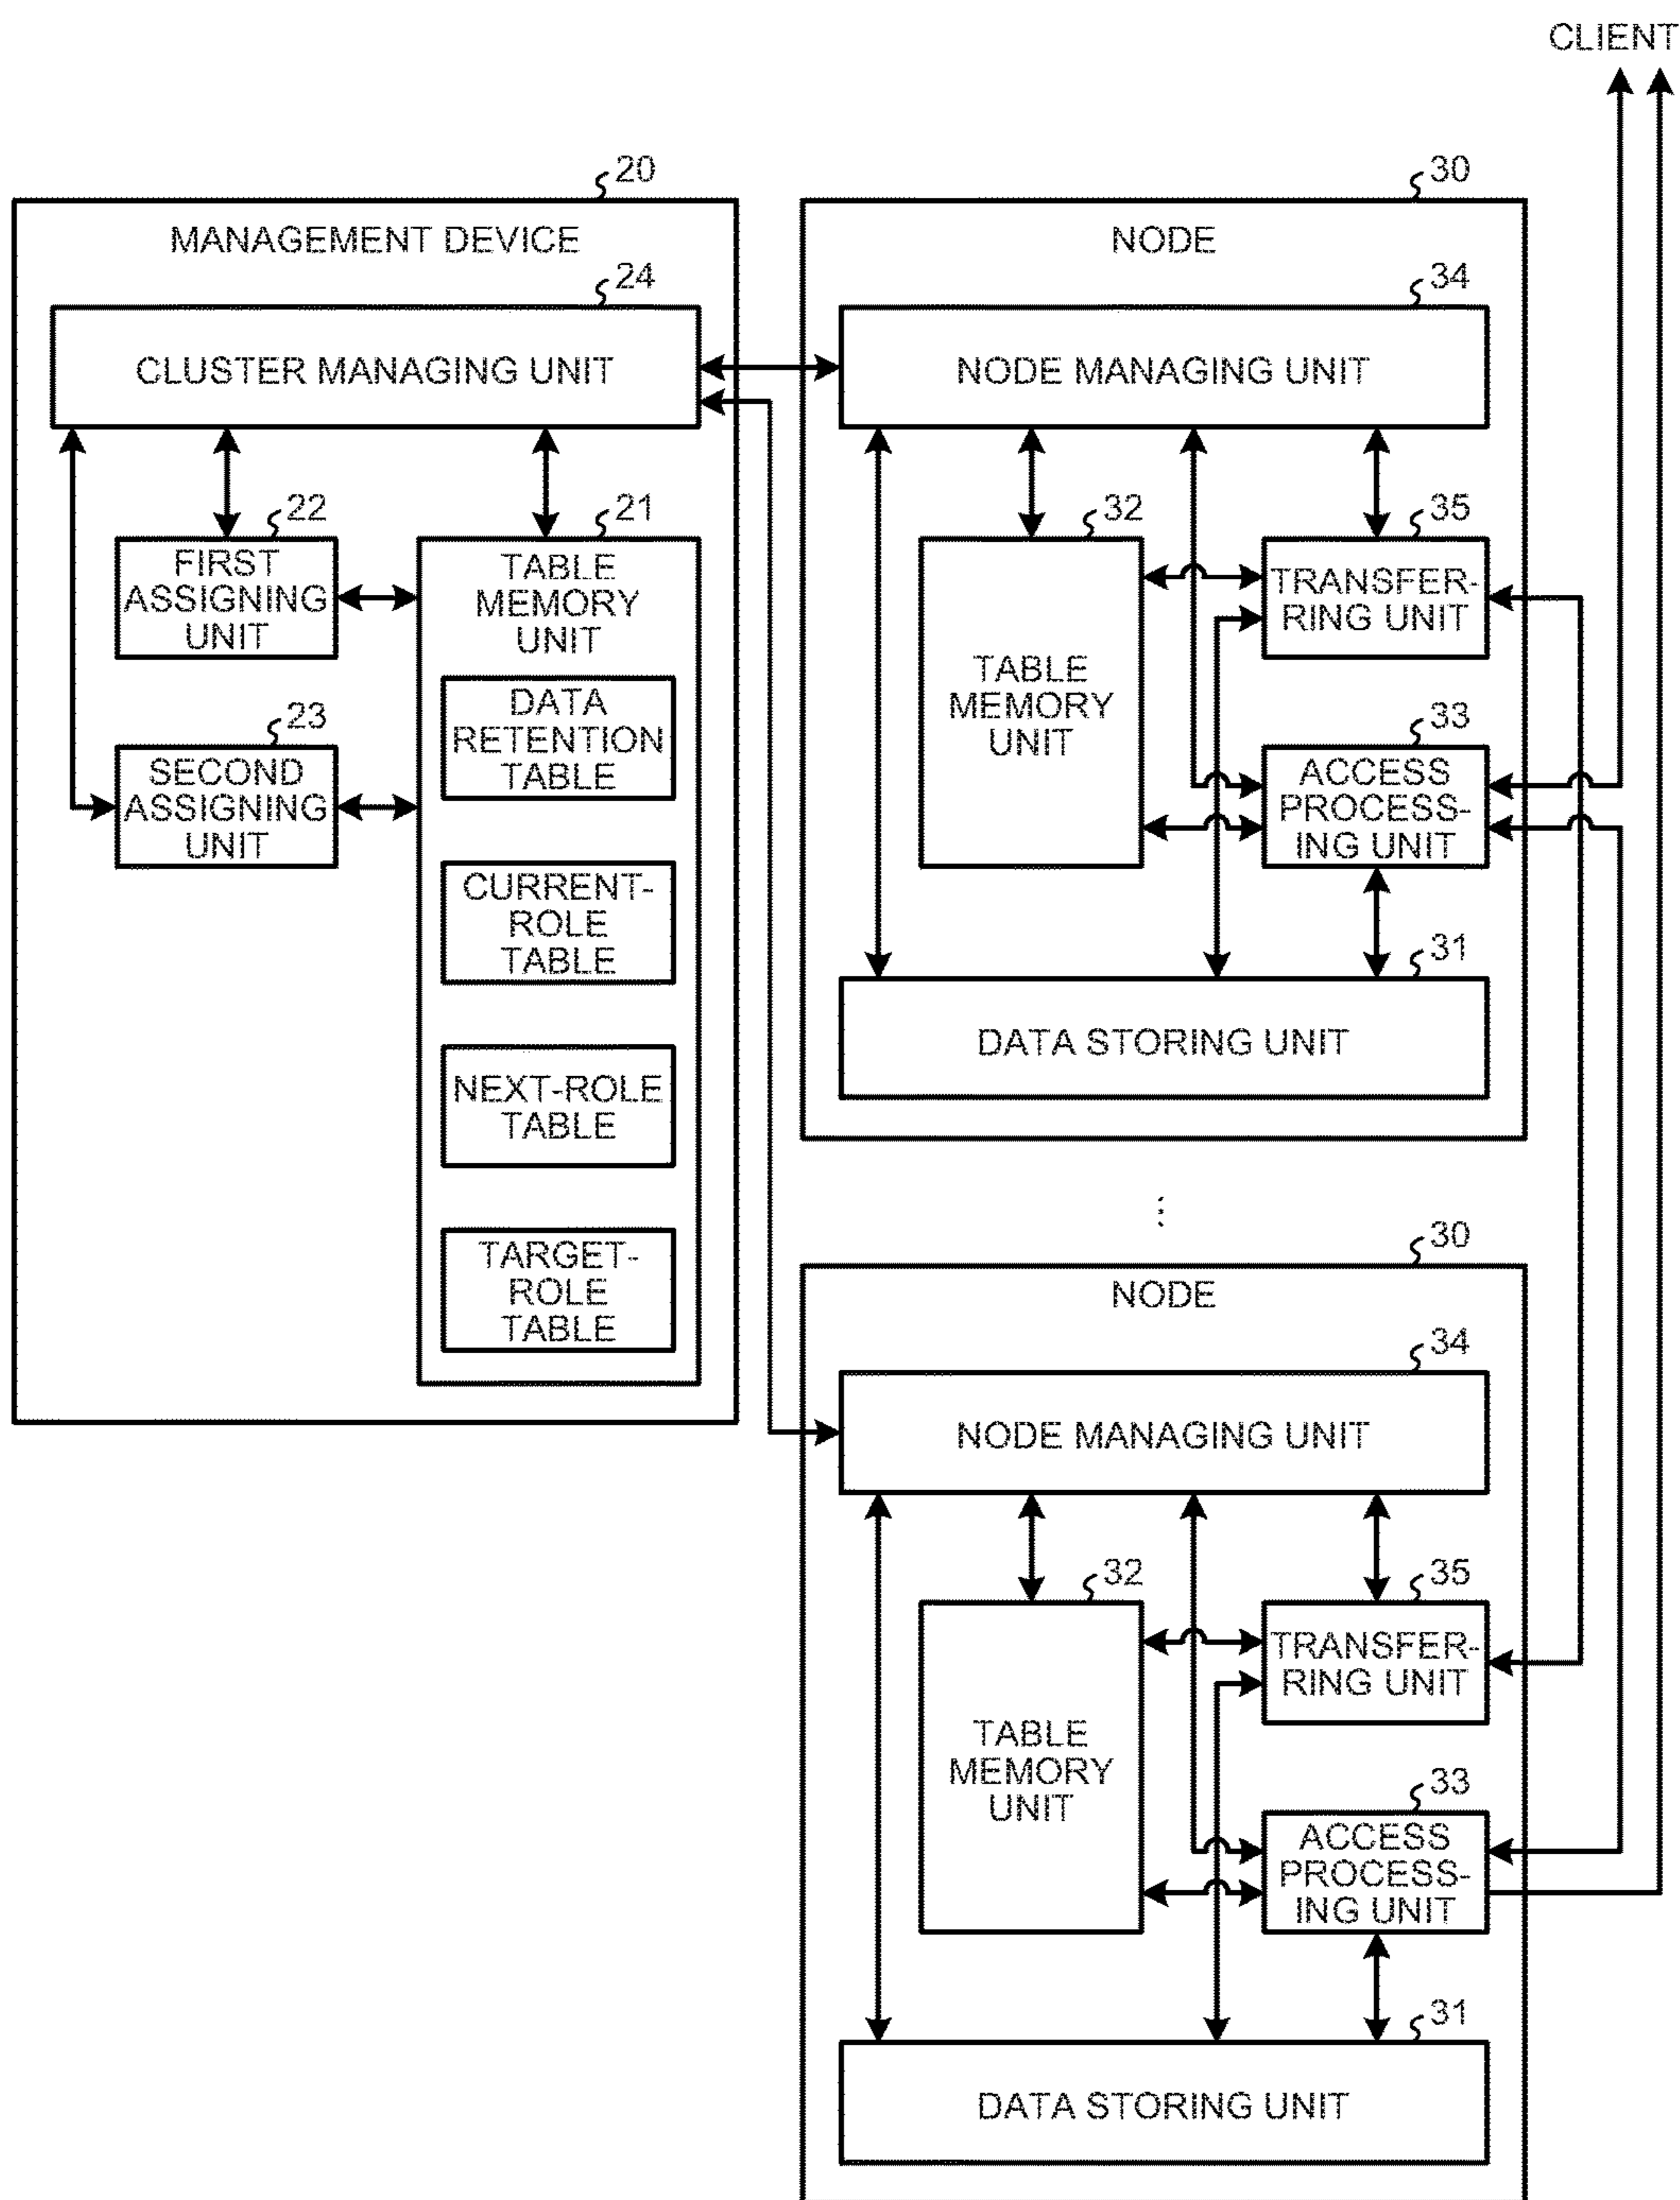 CLIENT
20
MANAGEMENT DEVICE
24
CLUSTER MANAGING UNIT
22
FIRST
ASSIGNING
UNIT
21
TABLE
MEMORY
UNIT
DATA
RETENTION
TABLE
23
SECOND
ASSIGNING
UNIT
CURRENT-
ROLE
TABLE
NEXT-ROLE
TABLE
TARGET-
ROLE
TABLE
30
NODE
34
NODE MANAGING UNIT
32
TABLE
MEMORY
UNIT
35
TRANSFER-
RING UNIT
33
ACCESS
PROCESS-
ING UNIT
31
DATA STORING UNIT
30
NODE
34
NODE MANAGING UNIT
32
TABLE
MEMORY
UNIT
35
TRANSFER-
RING UNIT
33
ACCESS
PROCESS-
ING UNIT
31
DATA STORING UNIT